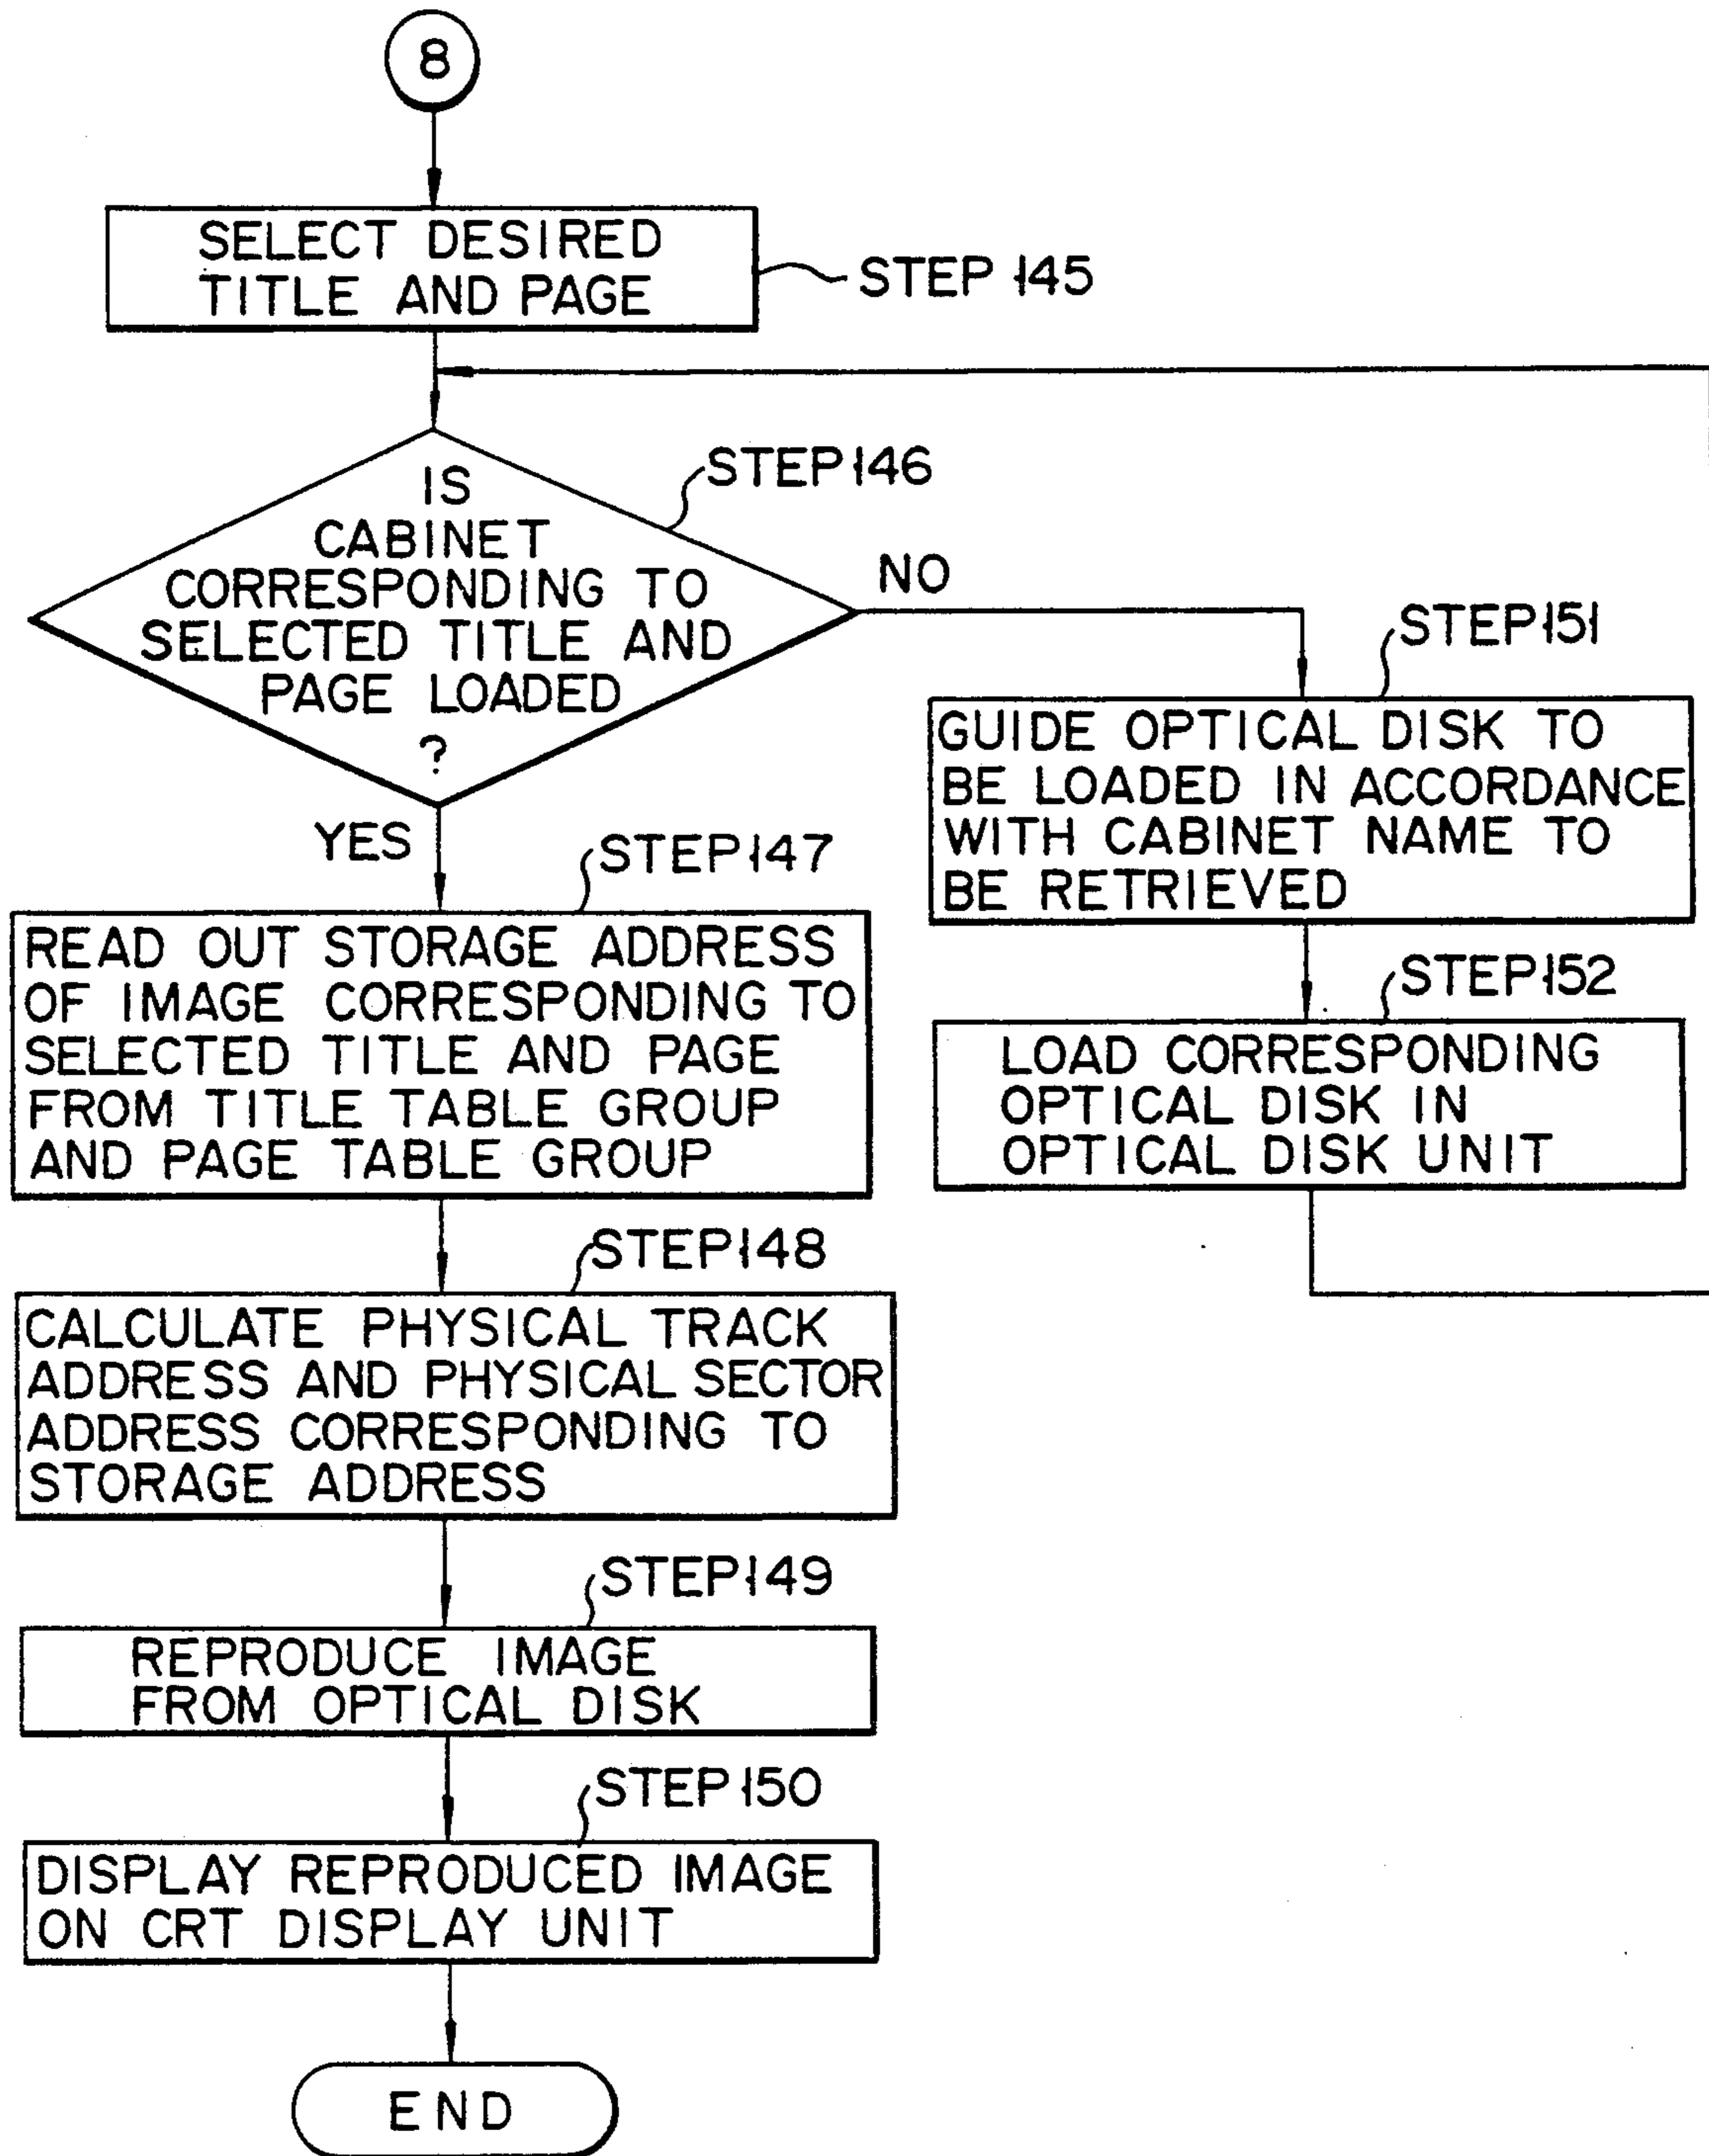 8
SELECT DESIRED
TITLE AND PAGE
STEP 145
IS
CABINET
CORRESPONDING TO
SELECTED TITLE AND
PAGE LOADED
?
STEP 146
NO
YES
STEP 151
GUIDE OPTICAL DISK TO
BE LOADED IN ACCORDANCE
WITH CABINET NAME TO
BE RETRIEVED
STEP 152
LOAD CORRESPONDING
OPTICAL DISK IN
OPTICAL DISK UNIT
STEP 147
READ OUT STORAGE ADDRESS
OF IMAGE CORRESPONDING TO
SELECTED TITLE AND PAGE
FROM TITLE TABLE GROUP
AND PAGE TABLE GROUP
STEP 148
CALCULATE PHYSICAL TRACK
ADDRESS AND PHYSICAL SECTOR
ADDRESS CORRESPONDING TO
STORAGE ADDRESS
STEP 149
REPRODUCE IMAGE
FROM OPTICAL DISK
STEP 150
DISPLAY REPRODUCED IMAGE
ON CRT DISPLAY UNIT
END